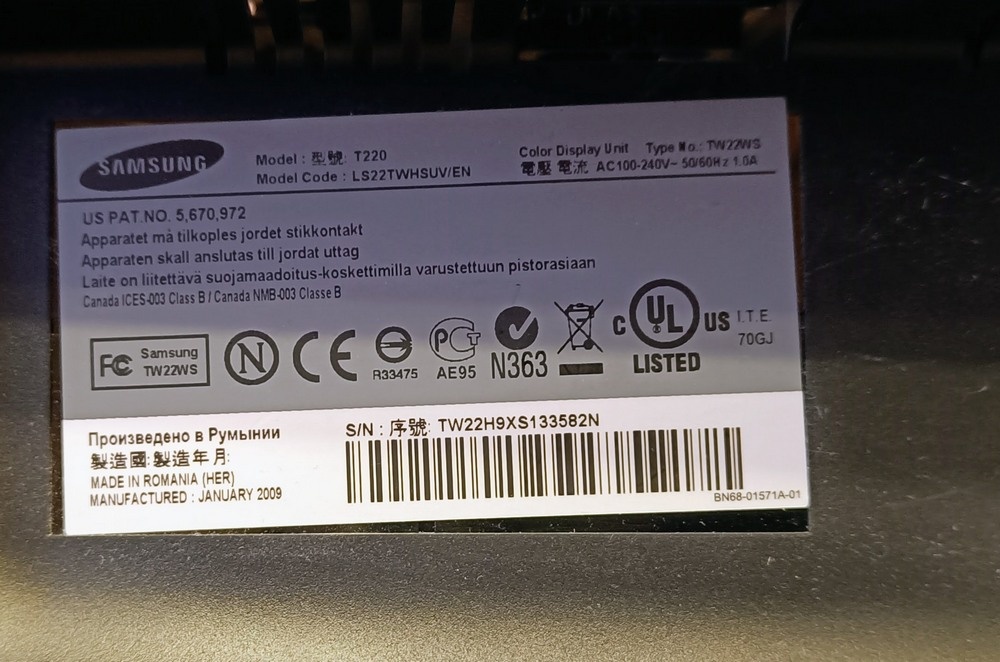 SAMSUNG
Model : 型號: T220
Model Code : LS22TWHSUV/EN
Color Display Unit Type No.: TW22WS
電壓 電流 AC100-240V~ 50/60Hz 1.0A
US PAT.NO. 5,670,972
Apparatet må tilkoples jordet stikkontakt
Apparaten skall anslutas till jordat uttag
Laite on liitettävä suojamaadoitus-koskettimilla varustettuun pistorasiaan
Canada ICES-003 Class B / Canada NMB-003 Classe B
FC Samsung
TW22WS
N
CE
R33475
PCT
AE95
N363
C UL US
LISTED
I.T.E.
70GJ
Произведено в Румынии
製造國: 製造年月:
MADE IN ROMANIA (HER)
MANUFACTURED : JANUARY 2009
S/N : 序號: TW22H9XS133582N
BN68-01571A-01